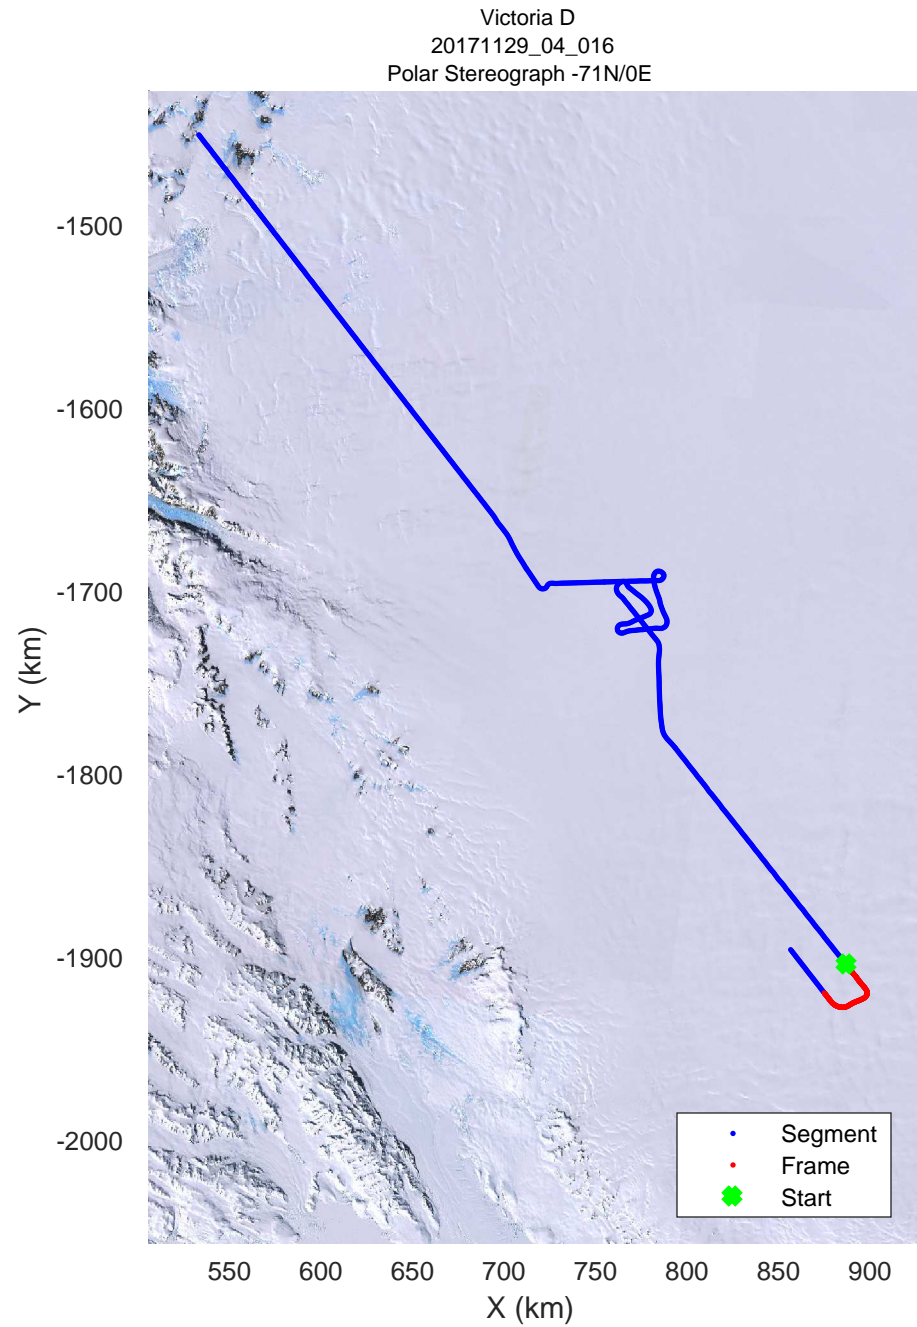 Victoria D
20171129_04_016
Polar Stereograph -71N/0E
-1500
-1600
-1700
-1800
-1900
-2000
Y (km)
550 600 650 700 750 800 850 900
X (km)
Segment
Frame
Start